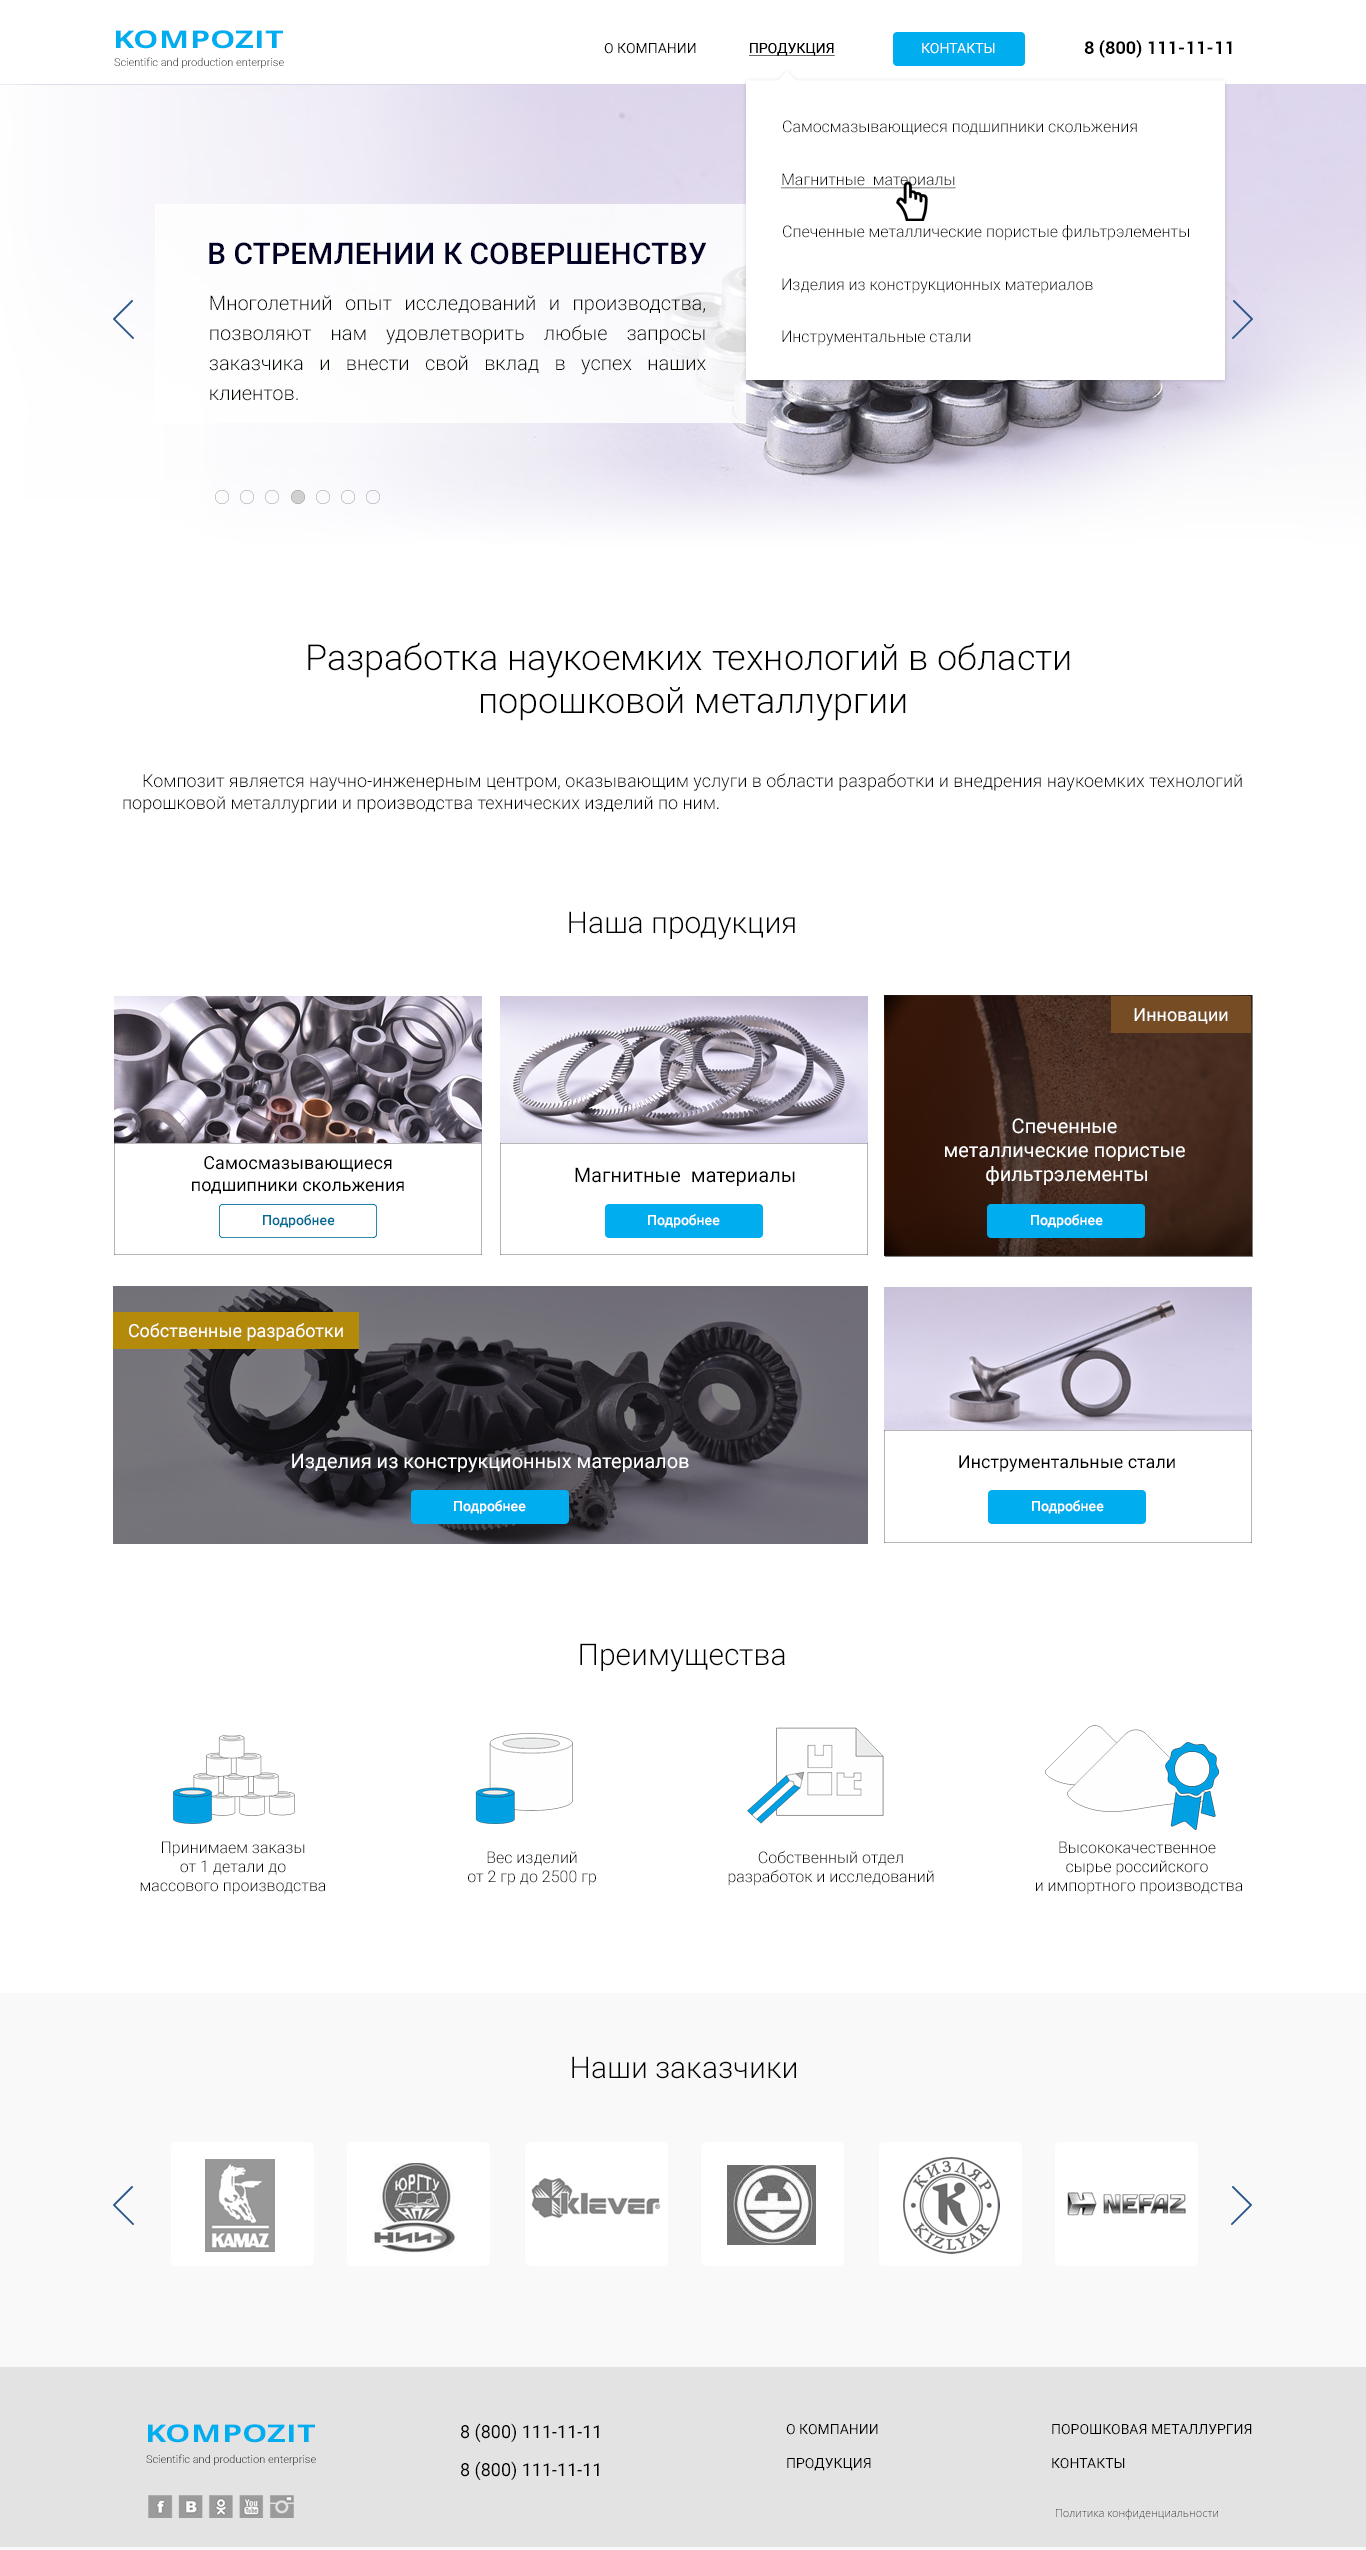 KOMPOZIT
Scientific and production enterprise
О КОМПАНИИ
ПРОДУКЦИЯ
КОНТАКТЫ
8 (800) 111-11-11
Самосмазывающиеся подшипники скольжения
Магнитные  материалы
Спеченные металлические пористые фильтрэлементы
Изделия из конструкционных материалов
Инструментальные стали
В СТРЕМЛЕНИИ К СОВЕРШЕНСТВУ
Многолетний опыт исследований и производства,
позволяют нам удовлетворить любые запросы
заказчика и внести свой вклад в успех наших
клиентов.
Разработка наукоемких технологий в области
порошковой металлургии
Композит является научно-инженерным центром, оказывающим услуги в области разработки и внедрения наукоемких технологий
порошковой металлургии и производства технических изделий по ним.
Наша продукция
Самосмазывающиеся
подшипники скольжения
Подробнее
Магнитные  материалы
Подробнее
Инновации
Спеченные
металлические пористые
фильтрэлементы
Подробнее
Собственные разработки
Изделия из конструкционных материалов
Подробнее
Инструментальные стали
Подробнее
Преимущества
Принимаем заказы
от 1 детали до
массового производства
Вес изделий
от 2 гр до 2500 гр
Собственный отдел
разработок и исследований
Высококачественное
сырье российского
и импортного производства
Наши заказчики
KAMAZ
ЮРГТУ
НИИЭ
klever
КИЗЛЯР
К
KIZLYAR
NEFAZ
KOMPOZIT
Scientific and production enterprise
8 (800) 111-11-11
8 (800) 111-11-11
О КОМПАНИИ
ПРОДУКЦИЯ
ПОРОШКОВАЯ МЕТАЛЛУРГИЯ
КОНТАКТЫ
Политика конфиденциальности
f
B
You
Tube